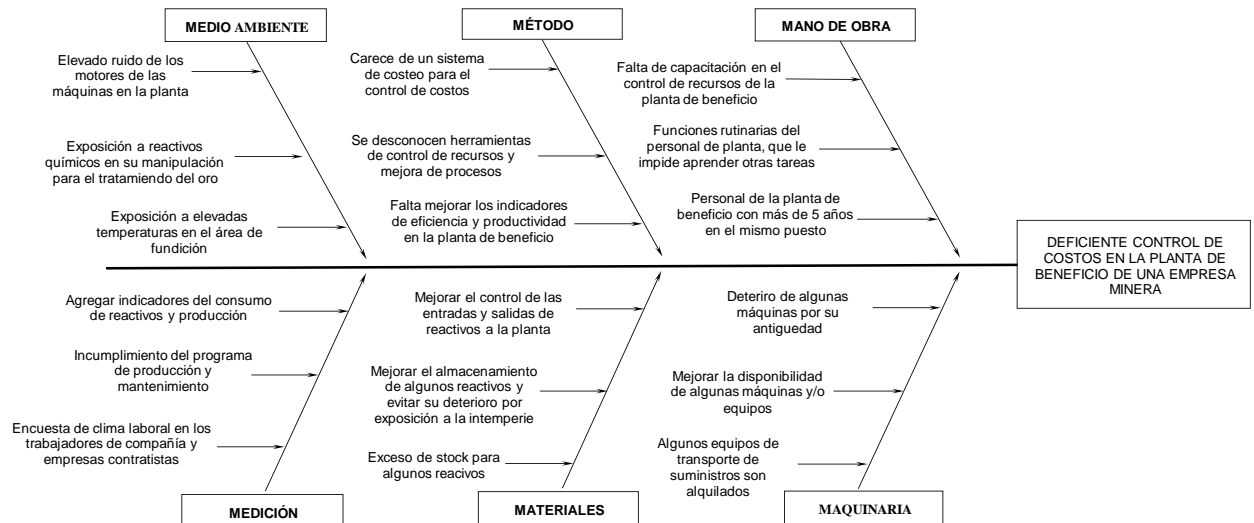 MEDIO AMBIENTE
MÉTODO
MANO DE OBRA
Elevado ruido de los
motores de las
máquinas en la planta
Exposición a reactivos
químicos en su manipulación
para el tratamiendo del oro
Exposición a elevadas
temperaturas en el área de
fundición
Carece de un sistema
de costeo para el
control de costos
Se desconocen herramientas
de control de recursos y
mejora de procesos
Falta mejorar los indicadores
de eficiencia y productividad
en la planta de beneficio
Falta de capacitación en el
control de recursos de la
planta de beneficio
Funciones rutinarias del
personal de planta, que le
impide aprender otras tareas
Personal de la planta de
beneficio con más de 5 años
en el mismo puesto
DEFICIENTE CONTROL DE
COSTOS EN LA PLANTA DE
BENEFICIO DE UNA EMPRESA
MINERA
Agregar indicadores del consumo
de reactivos y producción
Incumplimiento del programa
de producción y
mantenimiento
Encuesta de clima laboral en los
trabajadores de compañía y
empresas contratistas
Mejorar el control de las
entradas y salidas de
reactivos a la planta
Mejorar el almacenamiento
de algunos reactivos y
evitar su deterioro por
exposición a la intemperie
Exceso de stock para
algunos reacivos
Deteriro de algunas
máquinas por su
antiguedad
Mejorar la disponibilidad
de algunas máquinas y/o
equipos
Algunos equipos de
transporte de
suministros son
alquilados
MEDICIÓN
MATERIALES
MAQUINARIA